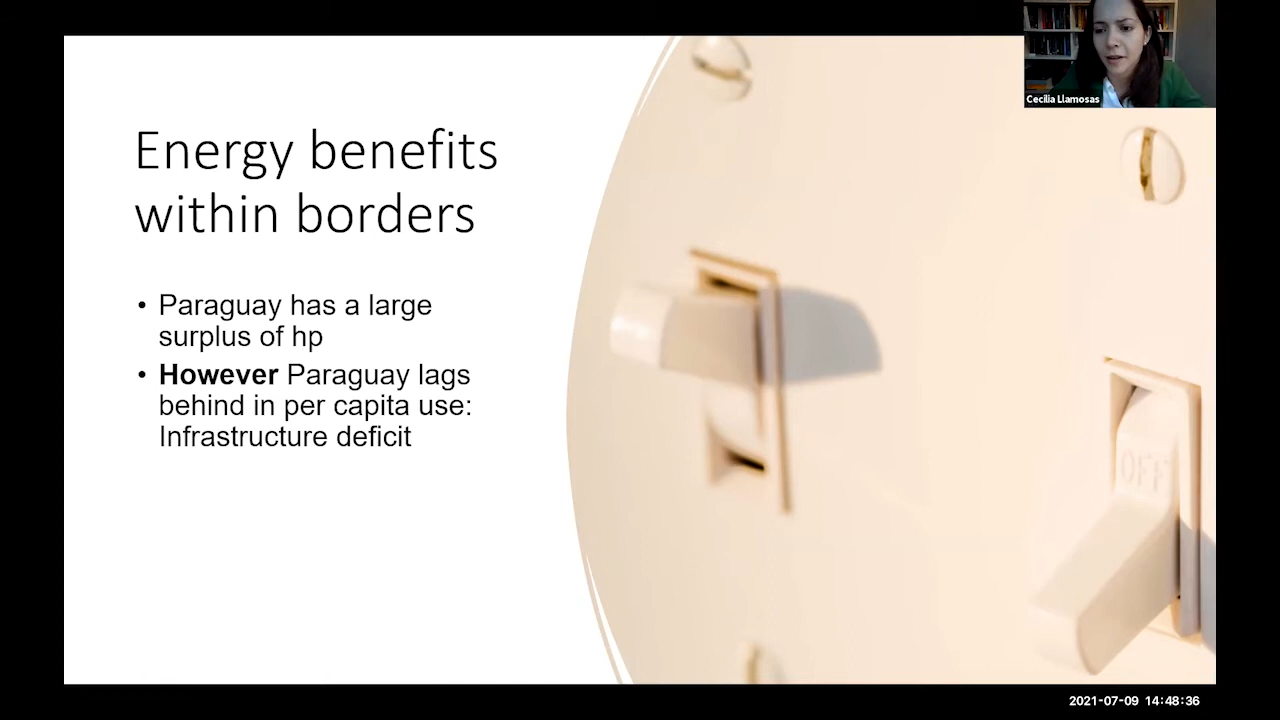 Cecilia Llamosas
Energy benefits
within borders
• Paraguay has a large
surplus of hp
• However Paraguay lags
behind in per capita use:
Infrastructure deficit
OFF
2021-07-09 14:48:36